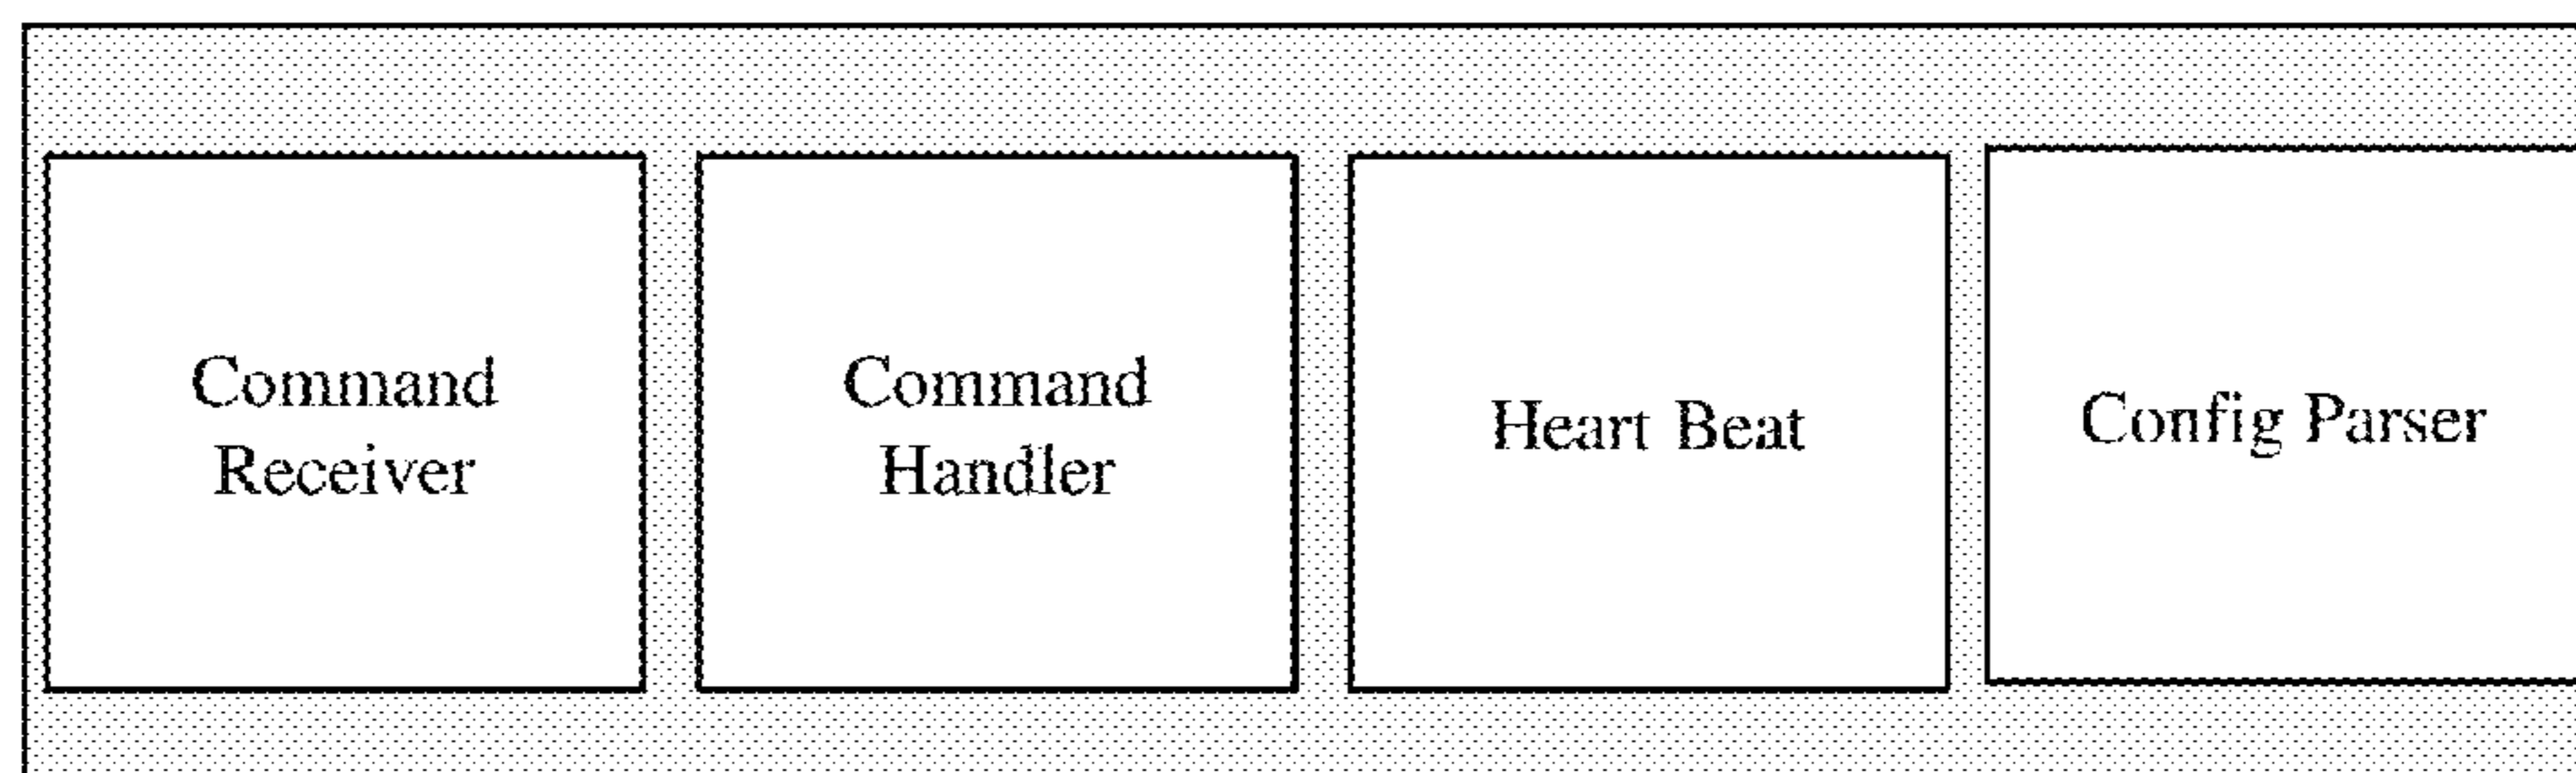 Command
Receiver
Command
Handler
Heart Beat
Config Parser